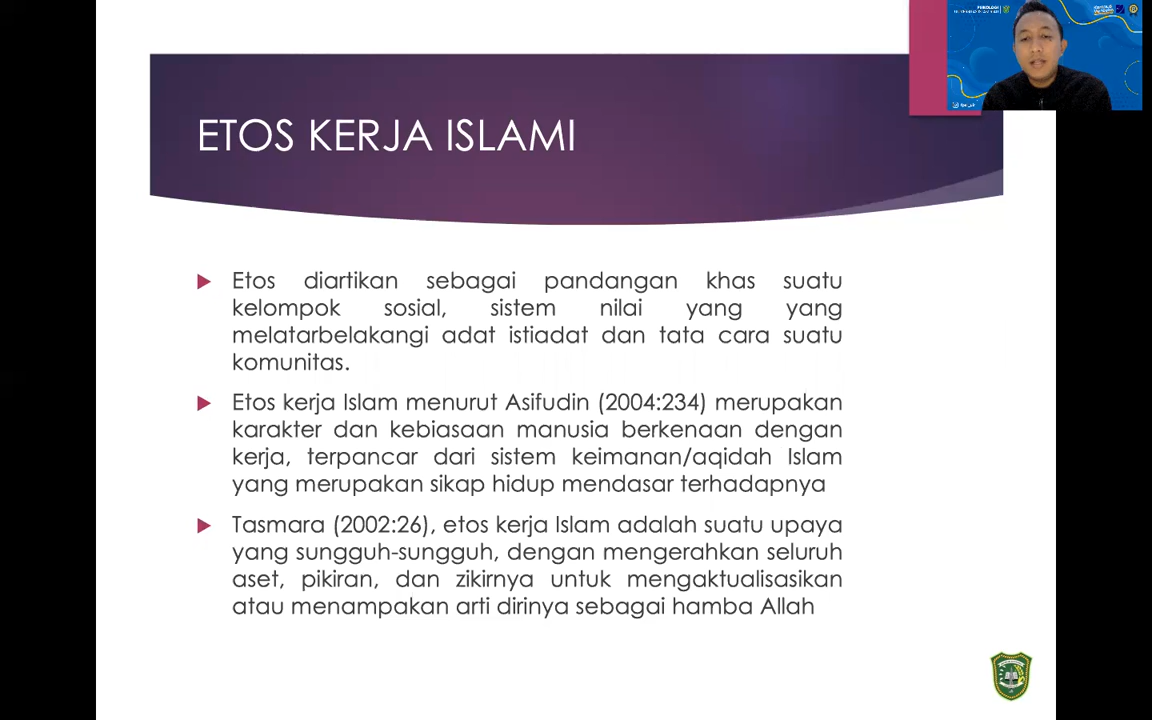 ETOS KERJA ISLAMI
Etos diartikan sebagai pandangan khas suatu
kelompok sosial, sistem nilai yang yang
melatarbelakangi adat istiadat dan tata cara suatu
komunitas.
Etos kerja Islam menurut Asifudin (2004:234) merupakan
karakter dan kebiasaan manusia berkenaan dengan
kerja, terpancar dari sistem keimanan/aqidah Islam
yang merupakan sikap hidup mendasar terhadapnya
Tasmara (2002:26), etos kerja Islam adalah suatu upaya
yang sungguh-sungguh, dengan mengerahkan seluruh
aset, pikiran, dan zikirnya untuk mengaktualisasikan
atau menampakan arti dirinya sebagai hamba Allah